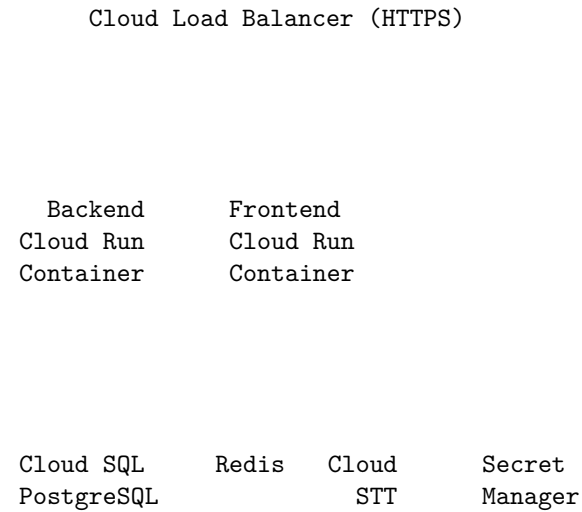 Cloud Load Balancer (HTTPS)
Backend Frontend
Cloud Run Cloud Run
Container Container
Cloud SQL Redis Cloud Secret
PostgreSQL STT Manager